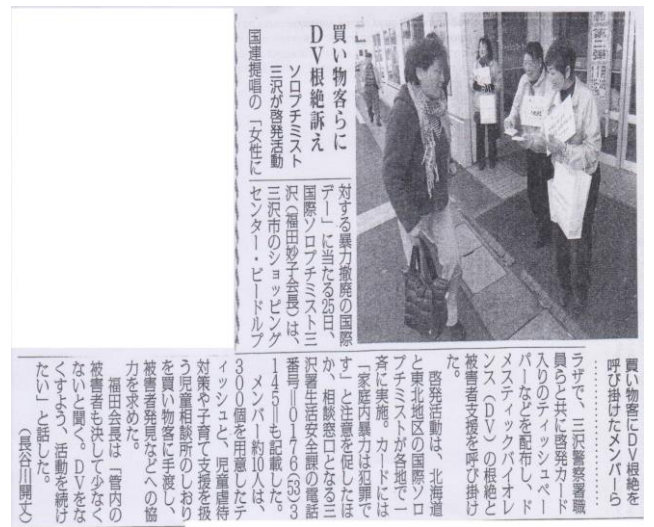 買い物客らに
DV根絶訴え
ソロプチミスト
三沢が啓発活動
国連提唱の「女性に
対する暴力撤廃の国際
デー」に当たる25日、
国際ソロプチミスト三
沢(福田妙子会長)は、
三沢市のショッピング
センター・ビードルプ
ラザで、三沢警察署職
員らと共に啓発カード
入りのティッシュペー
パーなどを配布し、ド
メスティックバイオレ
ンス(DV)の根絶と
被害者支援を呼び掛け
た。
啓発活動は、北海道
と東北地区の国際ソロ
プチミストが各地で一
斉に実施。カードには
「家庭内暴力は犯罪で
す」と注意を促したほ
か、相談窓口となる三
沢署生活安全課の電話
番号=0176(53)3
145=も記載した。
メンバー約10人は、
300個を用意したテ
ィッシュと、児童虐待
対策や子育て支援を扱
う児童相談所のしおり
を買い物客に手渡し、
被害者発見などへの協
力を求めた。
福田会長は「管内の
被害者も決して少なく
ないと聞く。DVをな
くすよう、活動を続け
たい」と話した。
(長谷川開丈)
買い物客にDV根絶を
呼び掛けたメンバーら